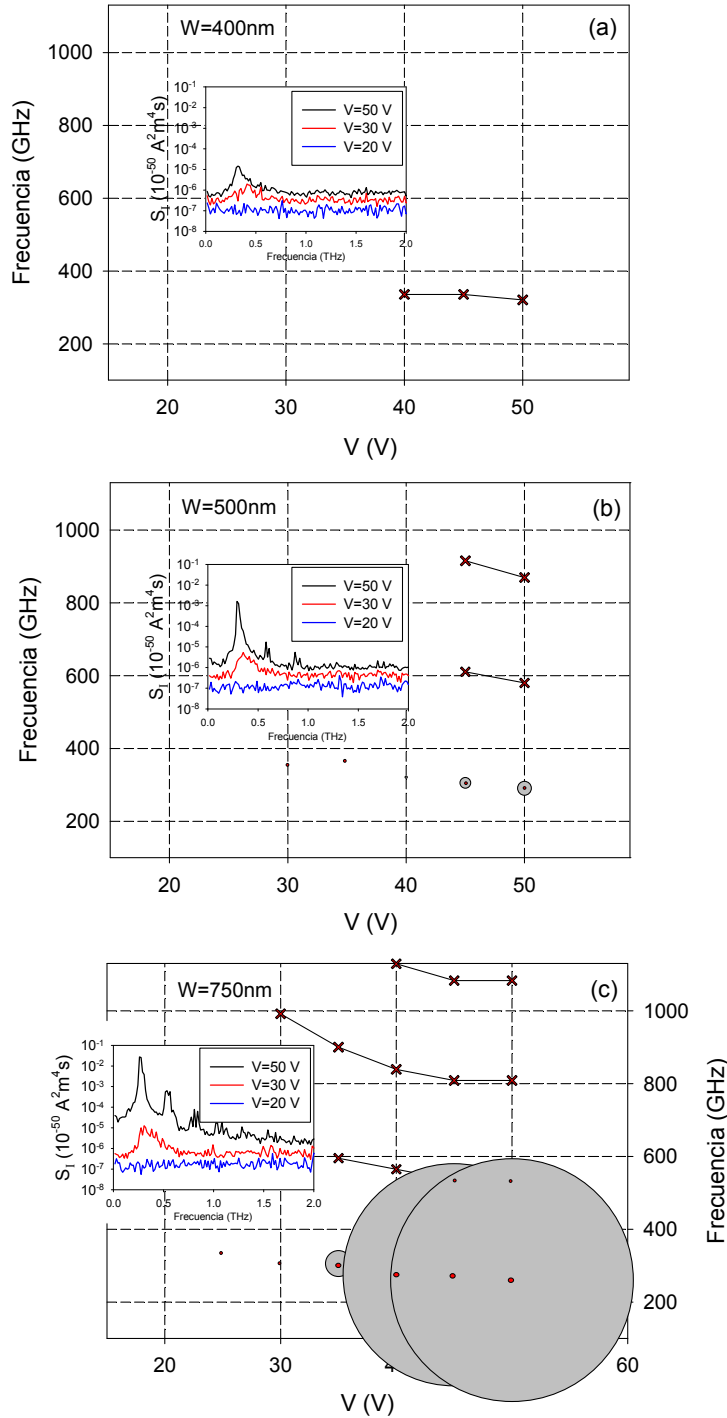 W=400nm
(a)
1000
800
600
400
200
Frecuencia (GHz)
10-1
10-2
10-3
10-4
10-5
10-6
10-7
10-8
SI (10-50 A2m4s)
V=50 V
V=30 V
V=20 V
0.0 0.5 1.0 1.5 2.0
Frecuencia (THz)
20 30 40 50
V (V)
W=500nm
(b)
1000
800
600
400
200
Frecuencia (GHz)
10-1
10-2
10-3
10-4
10-5
10-6
10-7
10-8
SI (10-50 A2m4s)
V=50 V
V=30 V
V=20 V
0.0 0.5 1.0 1.5 2.0
Frecuencia (THz)
20 30 40 50
V (V)
W=750nm
(c)
10-1
10-2
10-3
10-4
10-5
10-6
10-7
10-8
SI (10-50 A2m4s)
V=50 V
V=30 V
V=20 V
0.0 0.5 1.0 1.5 2.0
Frecuencia (THz)
1000
800
600
400
200
Frecuencia (GHz)
20 30 60
V (V)